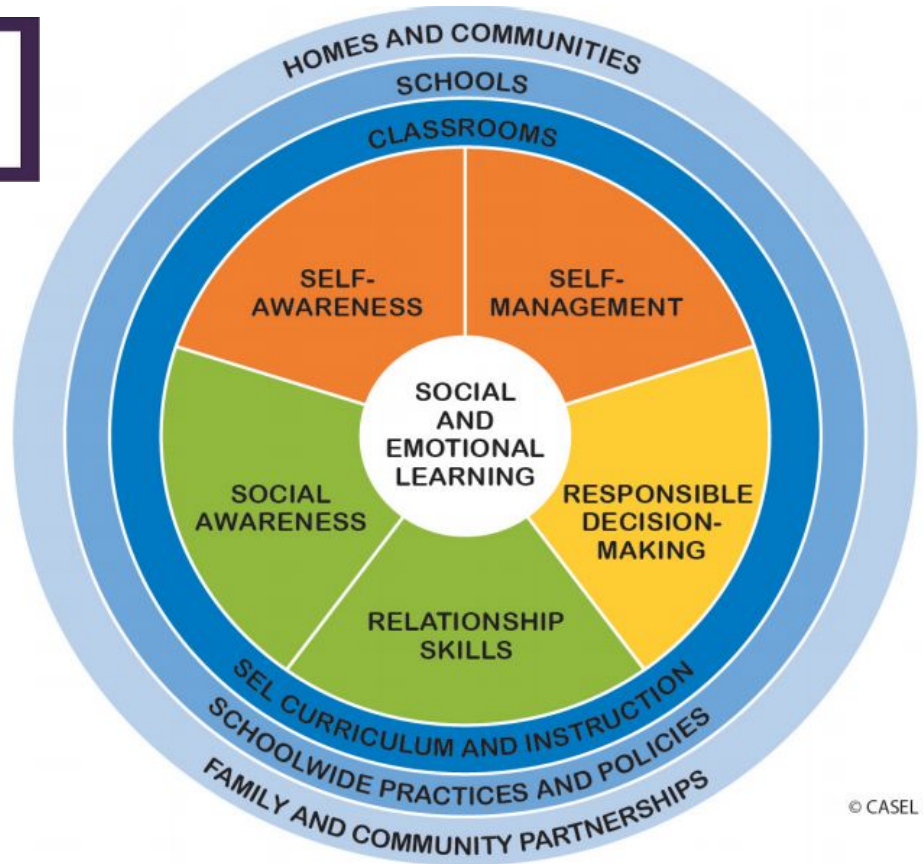 HOMES AND COMMUNITIES
SCHOOLS
CLASSROOMS
SELF-
AWARENESS
SELF-
MANAGEMENT
SOCIAL
AND
EMOTIONAL
LEARNING
SOCIAL
AWARENESS
RESPONSIBLE
DECISION-
MAKING
RELATIONSHIP
SKILLS
SEL CURRICULUM AND INSTRUCTION
SCHOOLWIDE PRACTICES AND POLICIES
FAMILY AND COMMUNITY PARTNERSHIPS
© CASEL